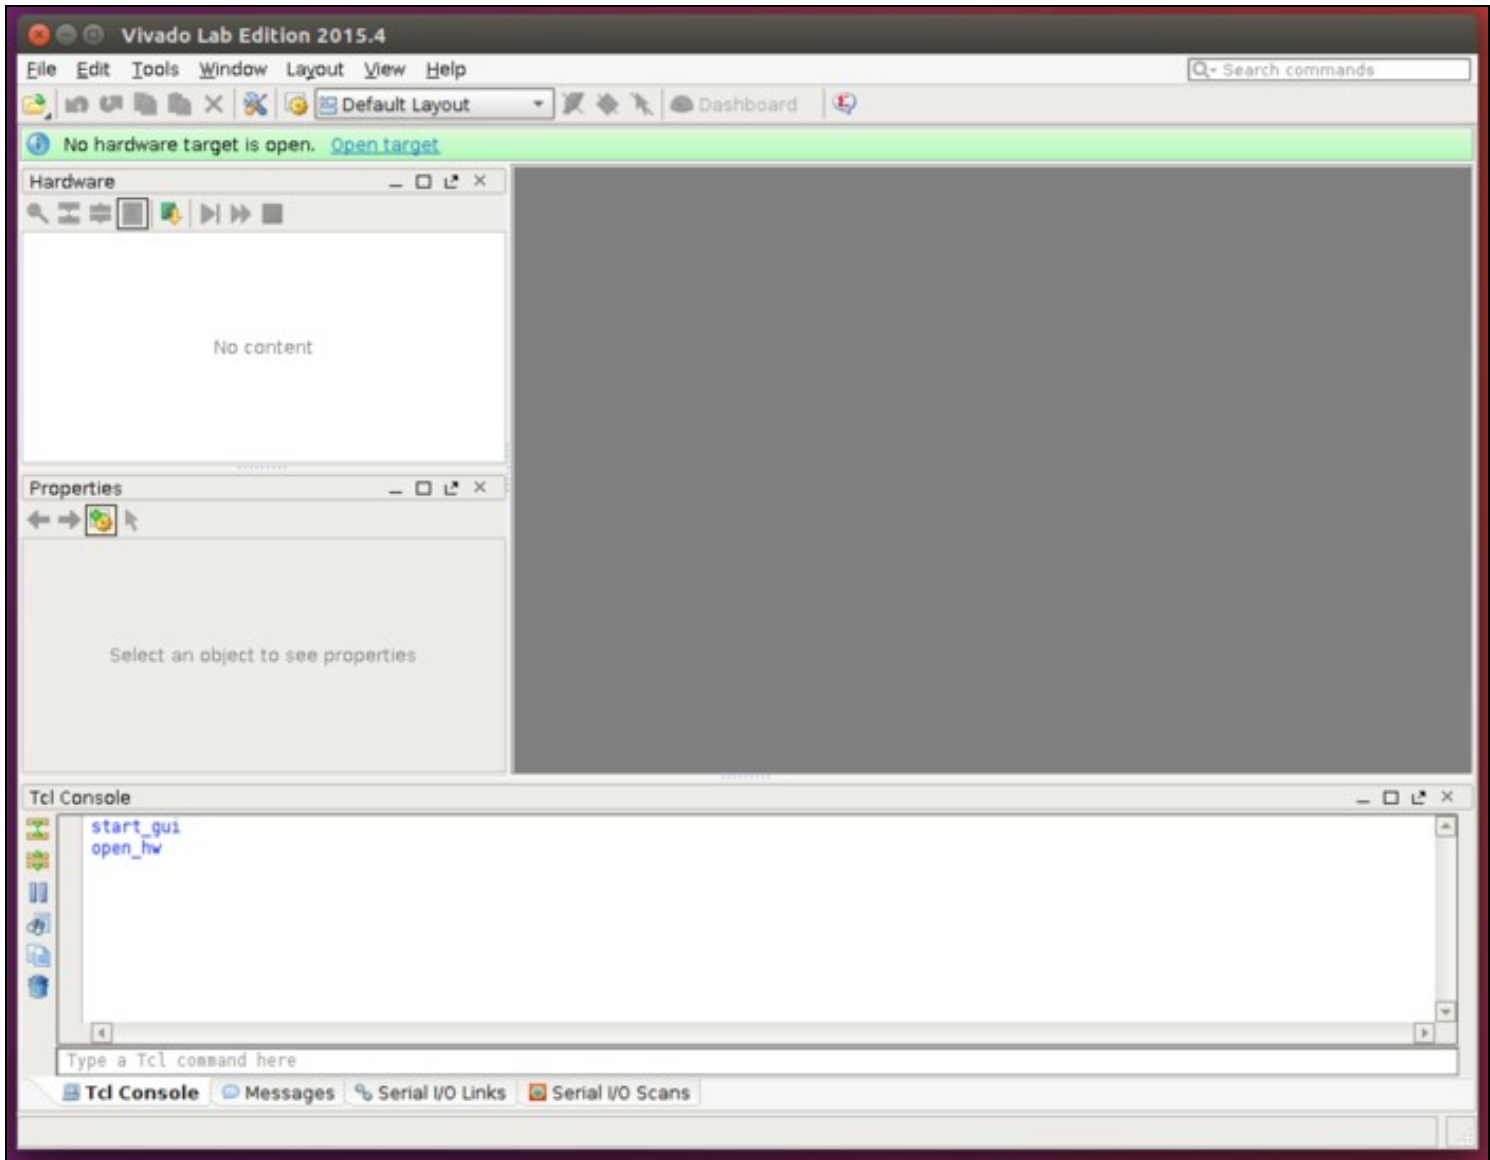 Vivado Lab Edition 2015.4
File Edit Tools Window Layout View Help
Search commands
Default Layout
Dashboard
No hardware target is open. Open target
Hardware
No content
Properties
Select an object to see properties
Tcl Console
start_gui
open_hw
Type a Tcl command here
Tcl Console Messages Serial I/O Links Serial I/O Scans